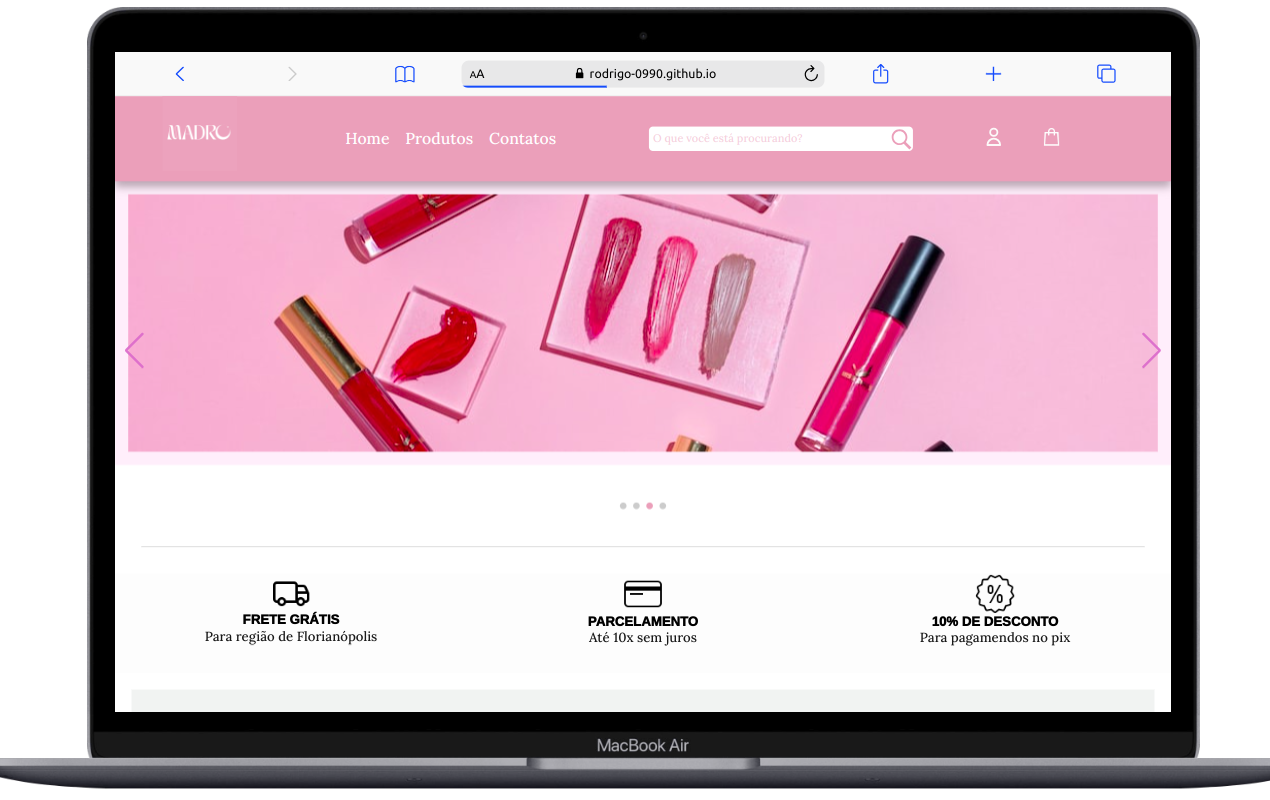 AA
rodrigo-0990.github.io
MADRÔ
Home Produtos Contatos
O que você está procurando?
FRETE GRÁTIS
Para região de Florianópolis
PARCELAMENTO
Até 10x sem juros
%
10% DE DESCONTO
Para pagamendos no pix
MacBook Air